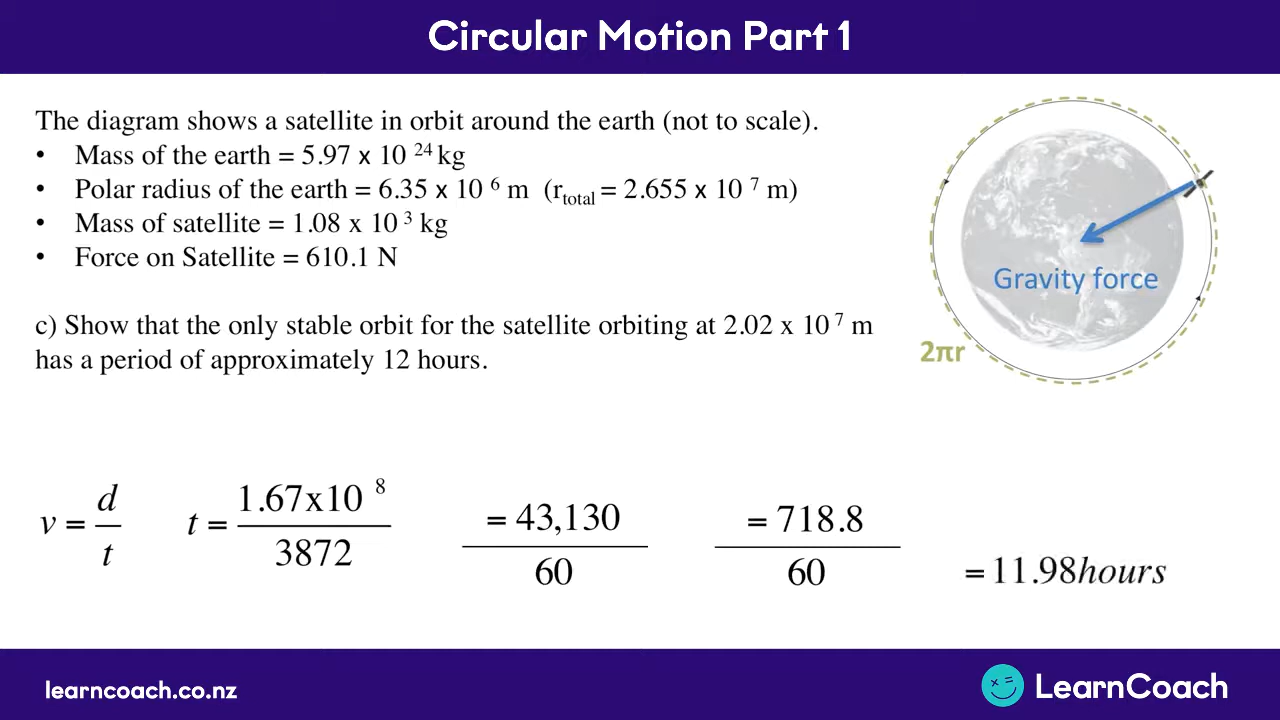 Circular Motion Part 1
The diagram shows a satellite in orbit around the earth (not to scale).
• Mass of the earth = 5.97 x 10 ²⁴ kg
• Polar radius of the earth = 6.35 x 10 ⁶ m (r_total = 2.655 x 10 ⁷ m)
• Mass of satellite = 1.08 x 10 ³ kg
• Force on Satellite = 610.1 N
Gravity force
c) Show that the only stable orbit for the satellite orbiting at 2.02 x 10 ⁷ m
has a period of approximately 12 hours.
2πr
v = d/t
t = 1.67x10 ⁸/3872
= 43,130/60
= 718.8/60
= 11.98hours
learncoach.co.nz
LearnCoach